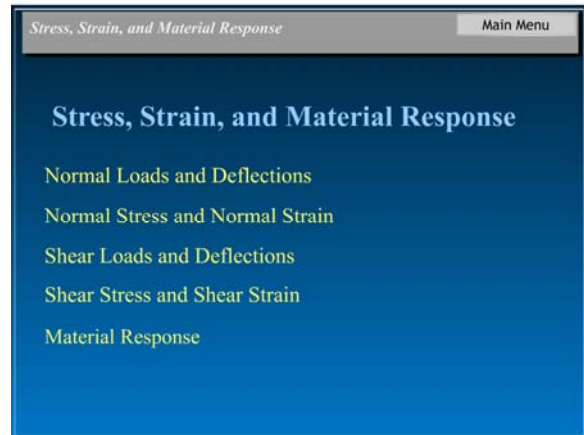 Stress, Strain, and Material Response
Main Menu
Stress, Strain, and Material Response
Normal Loads and Deflections
Normal Stress and Normal Strain
Shear Loads and Deflections
Shear Stress and Shear Strain
Material Response